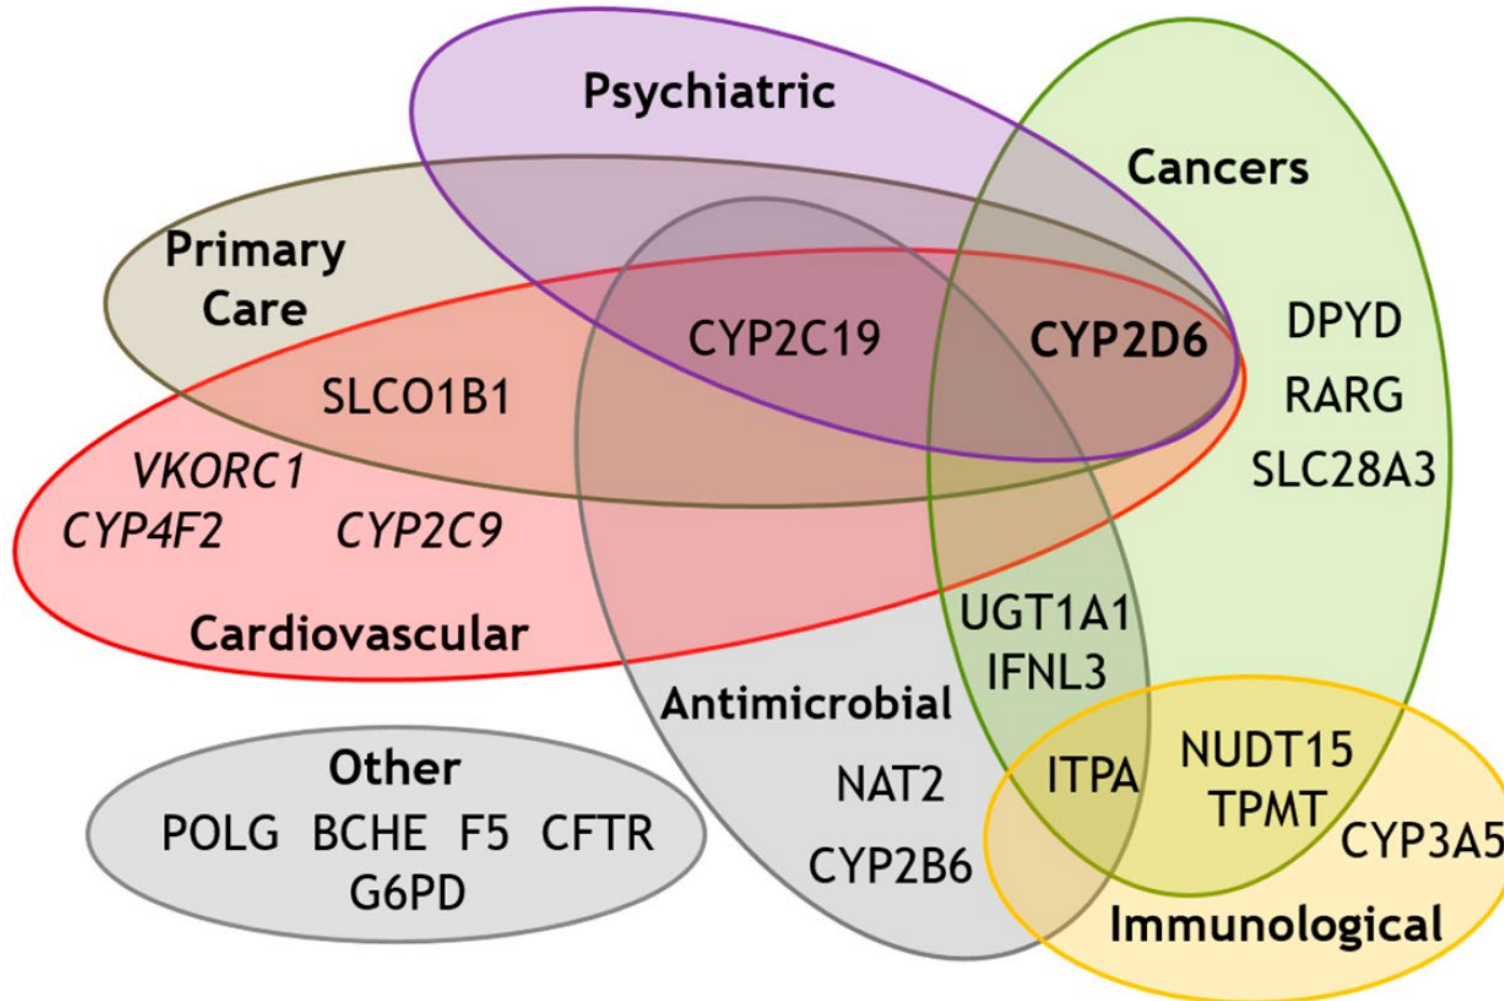 Psychiatric
Cancers
Primary
Care
DPYD
CYP2C19
CYP2D6
RARG
SLCO1B1
SLC28A3
VKORC1
CYP4F2 CYP2C9
UGT1A1
Cardiovascular
IFNL3
Antimicrobial
NUDT15
Other
ITPA
NAT2
TPMT
POLG BCHE F5 CFTR
CYP3A5
CYP2B6
G6PD
Immunological